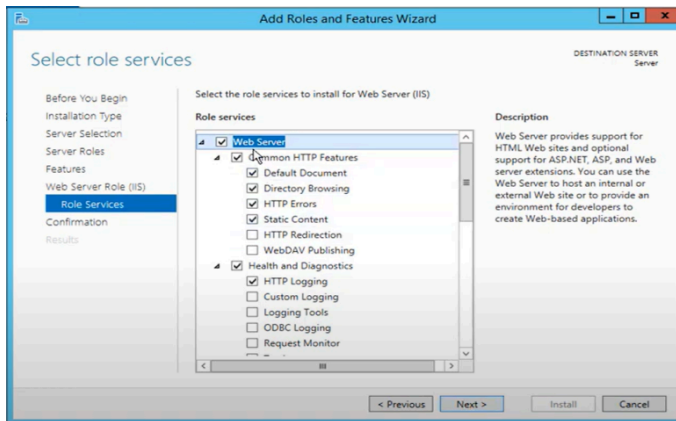 Add Roles and Features Wizard
Select role services
DESTINATION SERVER
Server
Before You Begin
Installation Type
Server Selection
Server Roles
Features
Web Server Role (IIS)
Role Services
Confirmation
Results
Select the role services to install for Web Server (IIS)
Role services
Web Server
Common HTTP Features
Default Document
Directory Browsing
HTTP Errors
Static Content
HTTP Redirection
WebDAV Publishing
Health and Diagnostics
HTTP Logging
Custom Logging
Logging Tools
ODBC Logging
Request Monitor
Description
Web Server provides support for
HTML Web sites and optional
support for ASP.NET, ASP, and Web
server extensions. You can use the
Web Server to host an internal or
external Web site or to provide an
environment for developers to
create Web-based applications.
< Previous
Next >
Install
Cancel